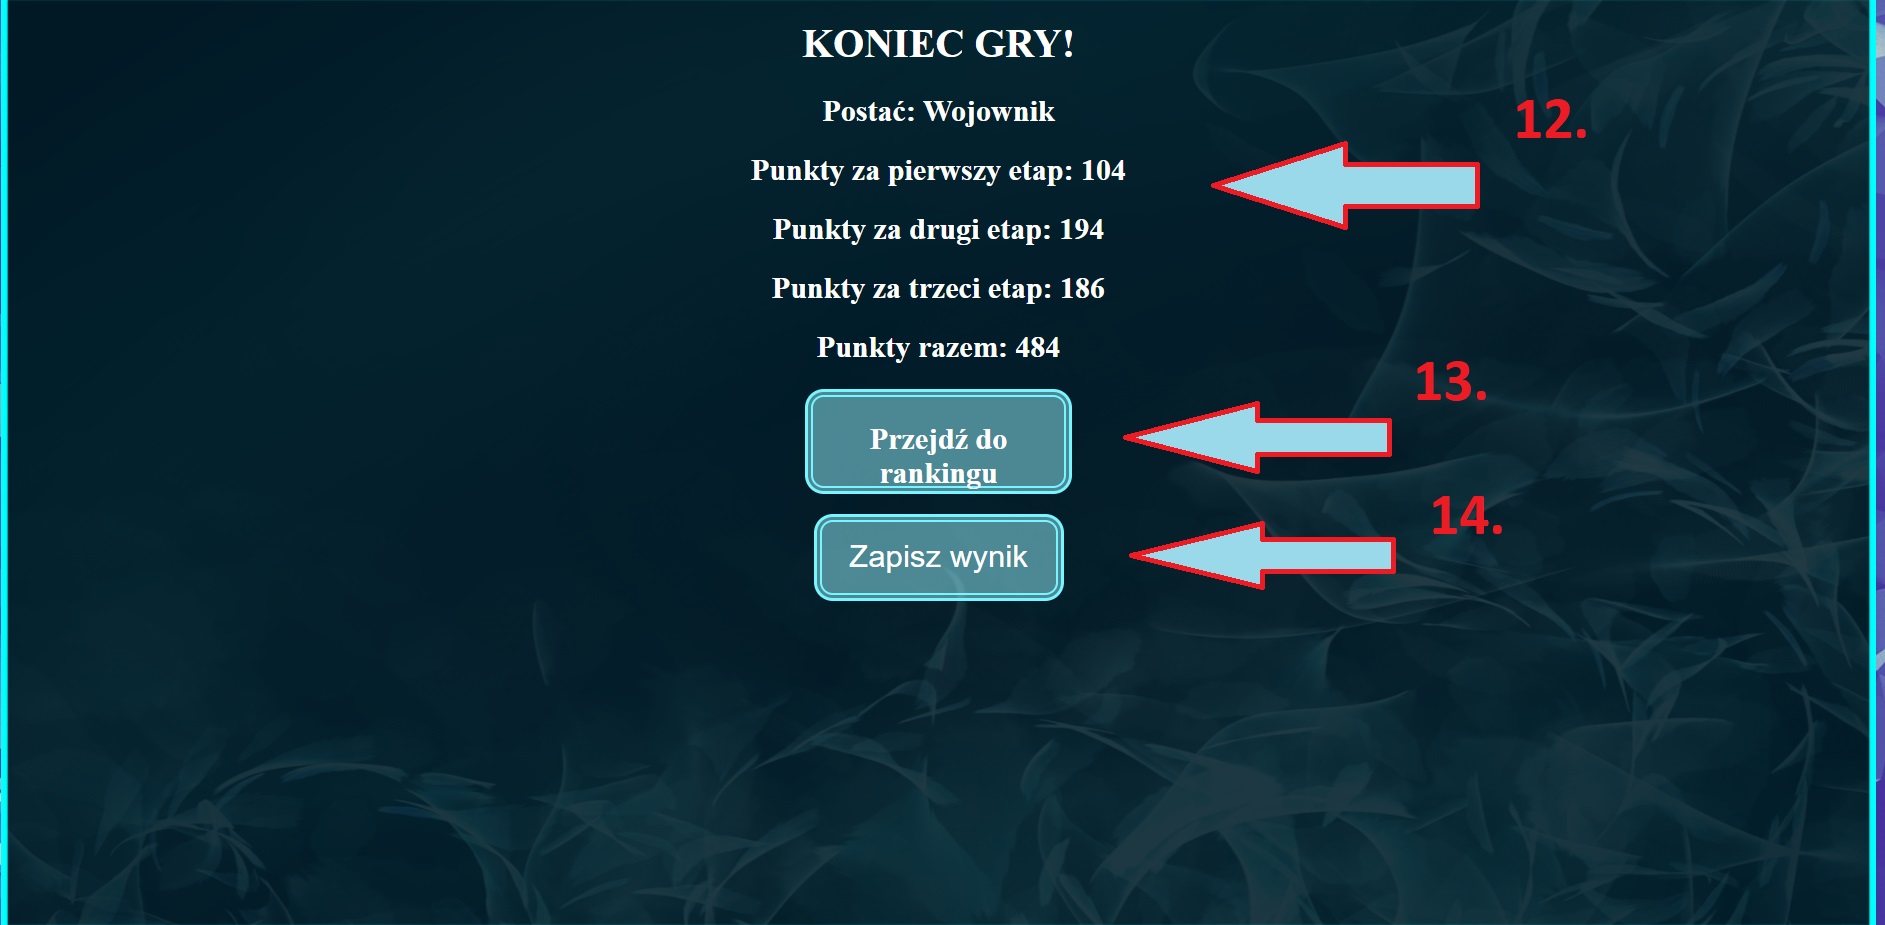 KONIEC GRY!
Postać: Wojownik
12.
Punkty za pierwszy etap: 104
Punkty za drugi etap: 194
Punkty za trzeci etap: 186
Punkty razem: 484
13.
Przejdź do
rankingu
14.
Zapisz wynik